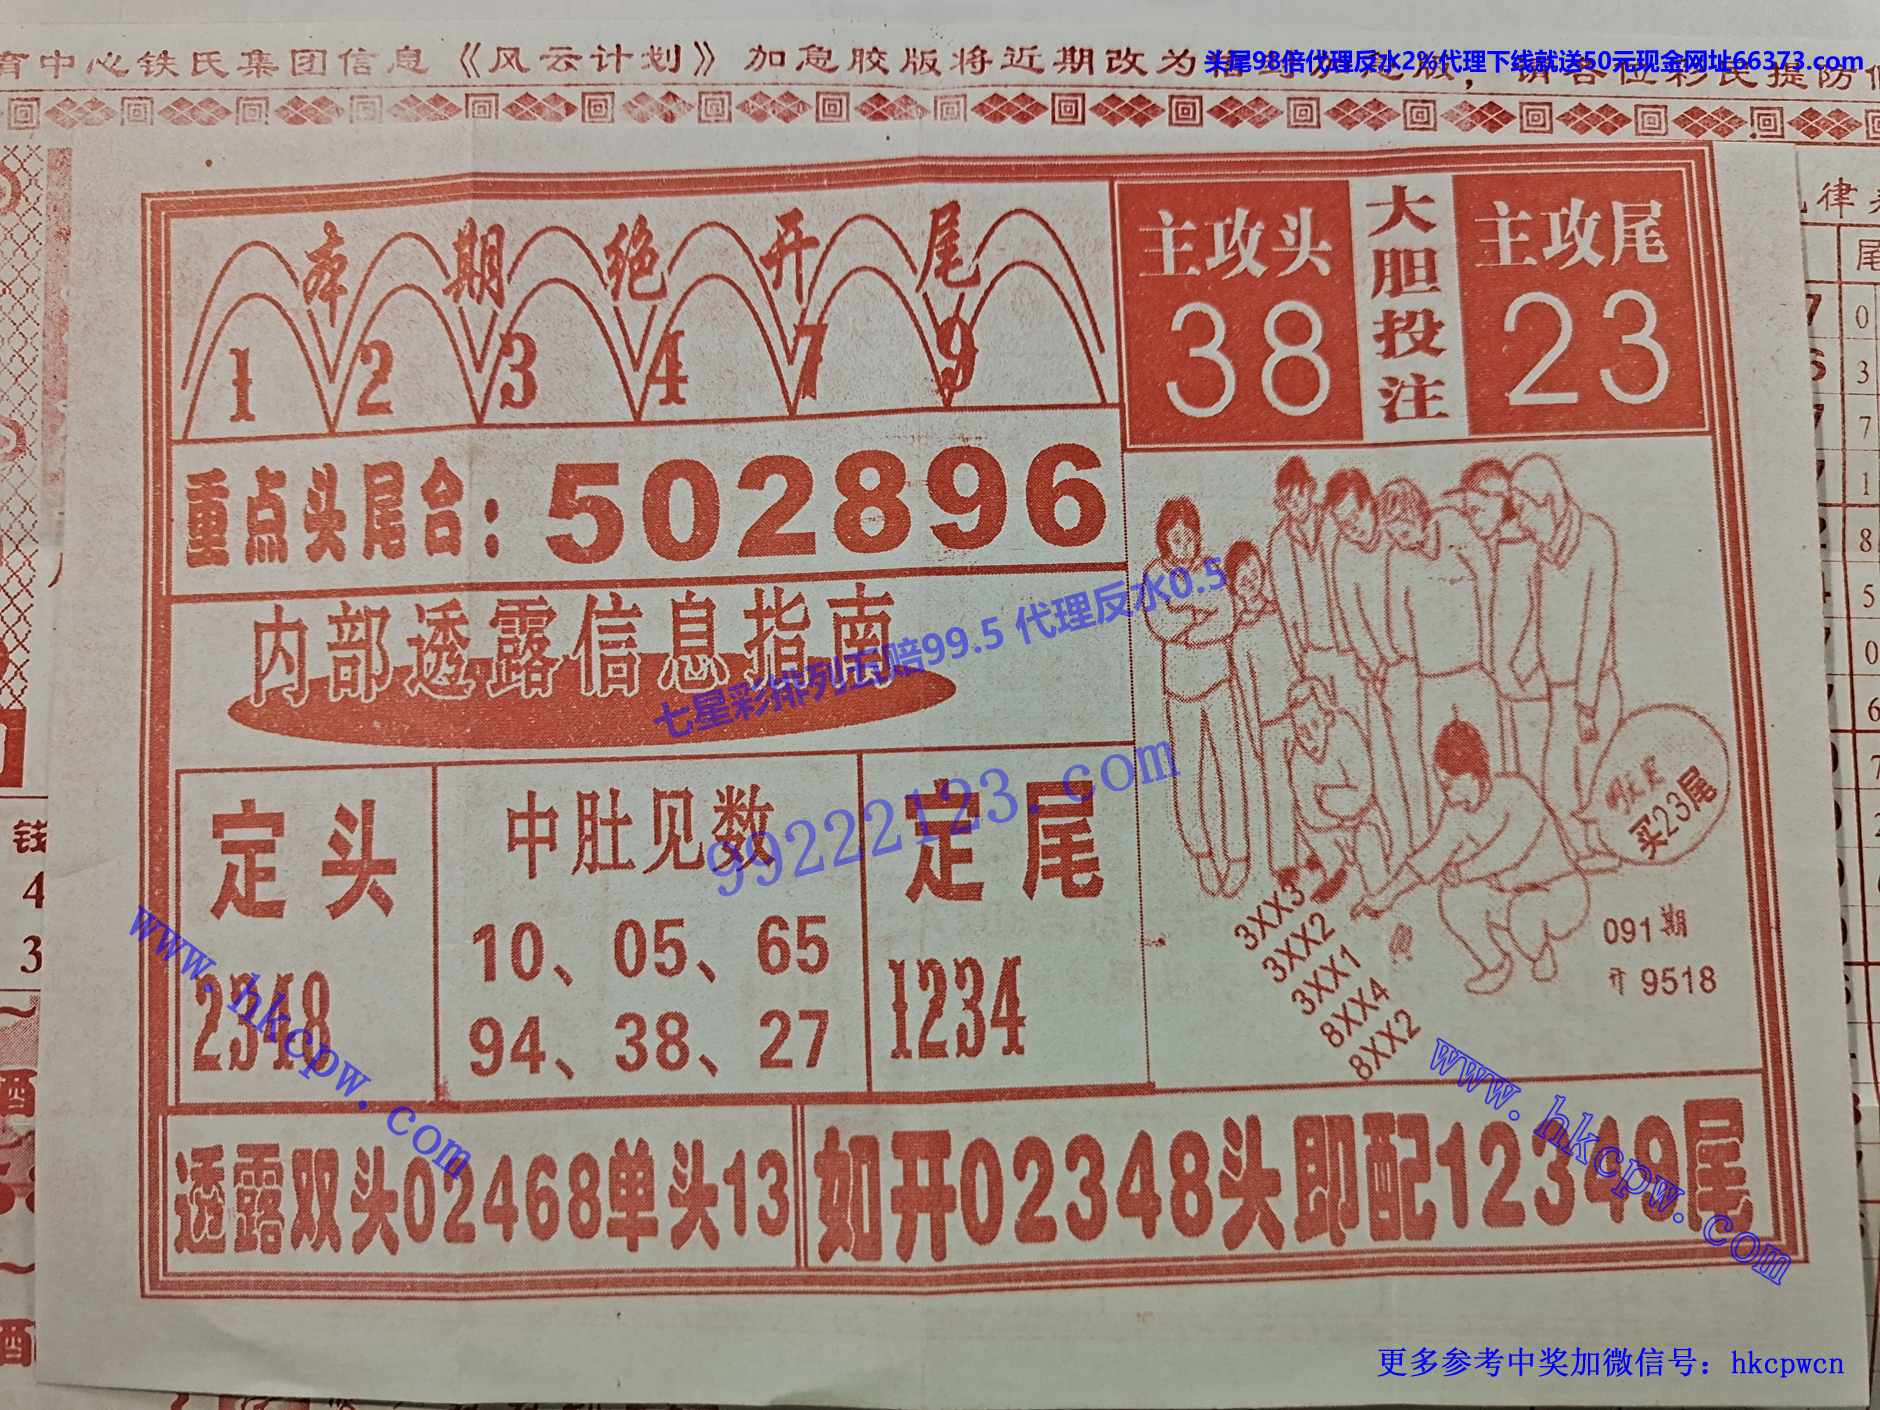 育中心铁氏集团信息《风云计划》加急胶版将近期改为
头尾98倍代理反水2%代理下线就送50元现金网址66373.com
本期绝开尾
1 2 3 4 7 9
主攻头
38
大胆投注
主攻尾
23
重点头尾合：502896
内部透露信息指南
七星彩排列五赔99.5 代理反水0.5
99222123.com
定头
2348
中肚见数
10、05、65
94、38、27
定尾
1234
买23尾
3XX3
3XX2
3XX1
8XX4
8XX2
091期
开9518
www.hkcpw.com
www.hkcpw.com
透露双头02468单头13
如开02348头即配12349尾
更多参考中奖加微信号：hkcpwcn